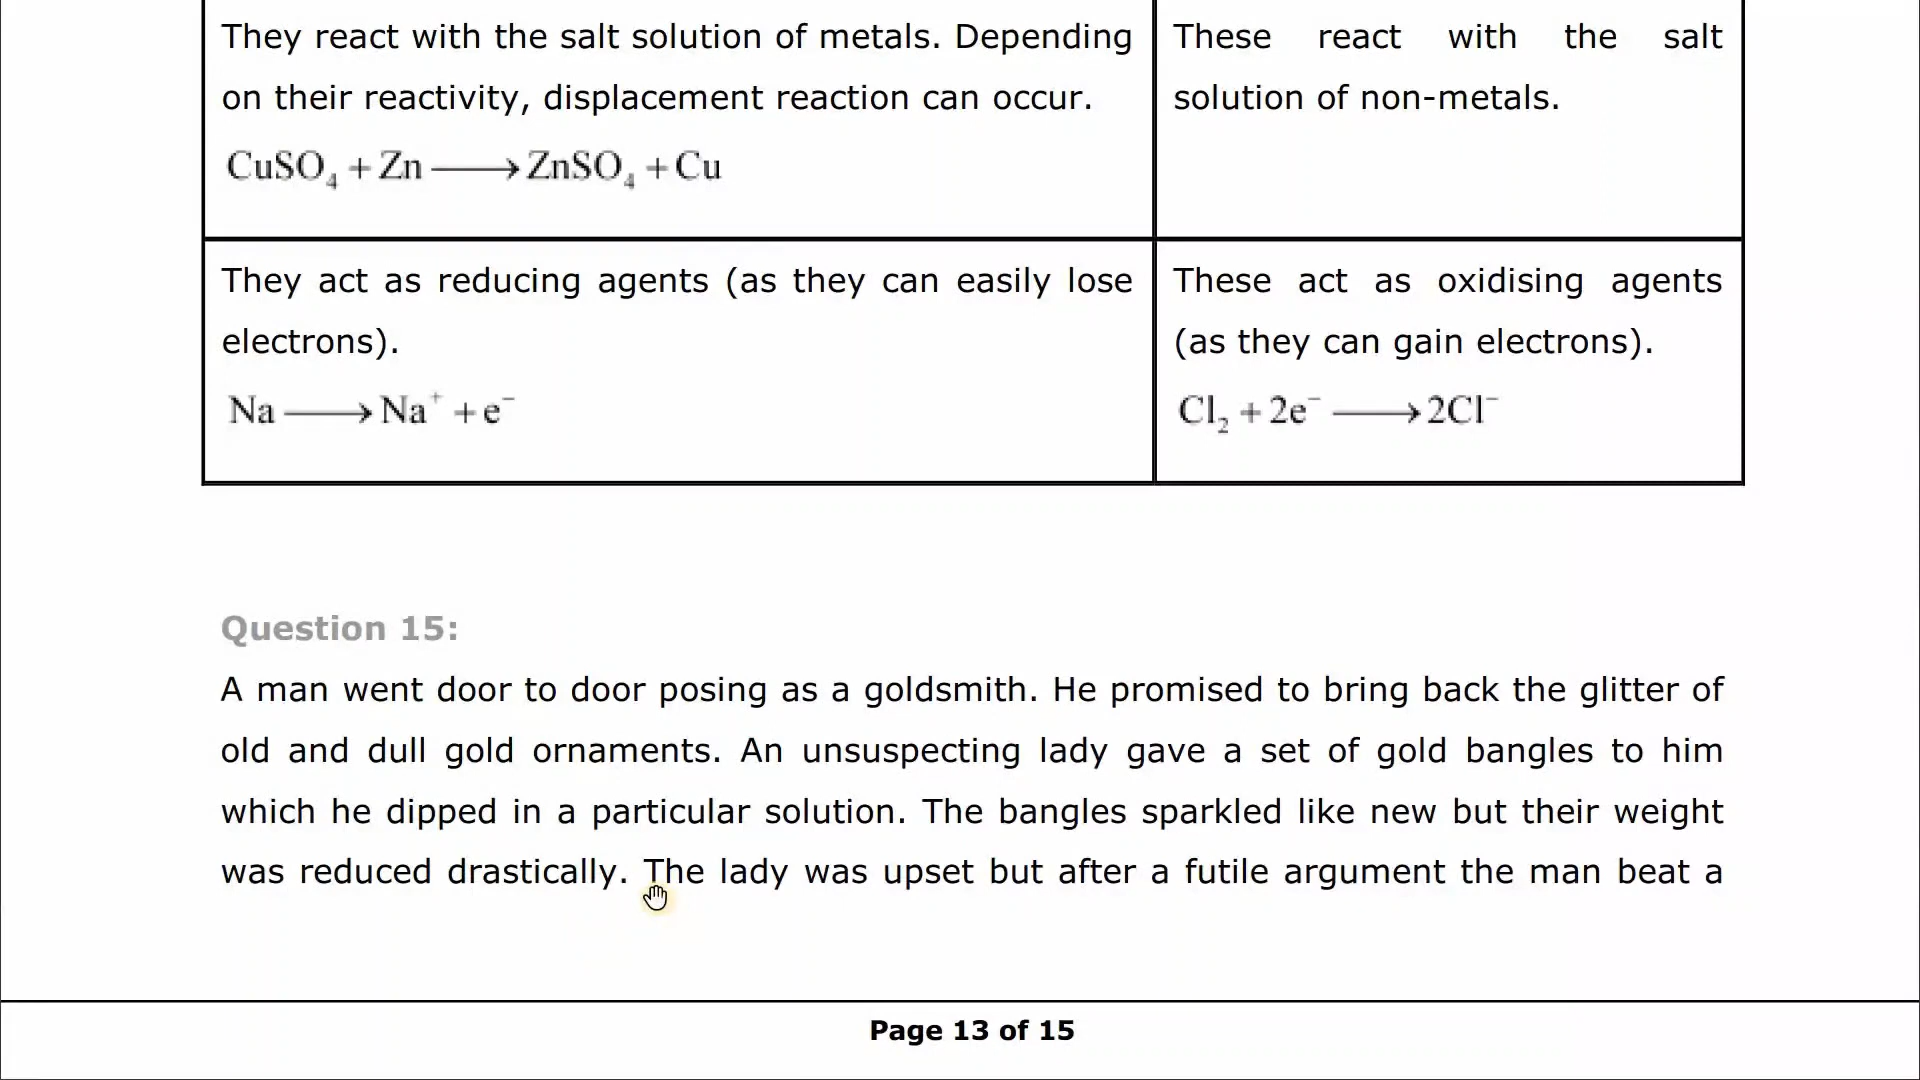 They react with the salt solution of metals. Depending
on their reactivity, displacement reaction can occur.
CuSO₄ + Zn ⟶ ZnSO₄ + Cu
These react with the salt
solution of non-metals.
They act as reducing agents (as they can easily lose
electrons).
Na ⟶ Na⁺ + e⁻
These act as oxidising agents
(as they can gain electrons).
Cl₂ + 2e⁻ ⟶ 2Cl⁻
Question 15:
A man went door to door posing as a goldsmith. He promised to bring back the glitter of
old and dull gold ornaments. An unsuspecting lady gave a set of gold bangles to him
which he dipped in a particular solution. The bangles sparkled like new but their weight
was reduced drastically. The lady was upset but after a futile argument the man beat a
Page 13 of 15